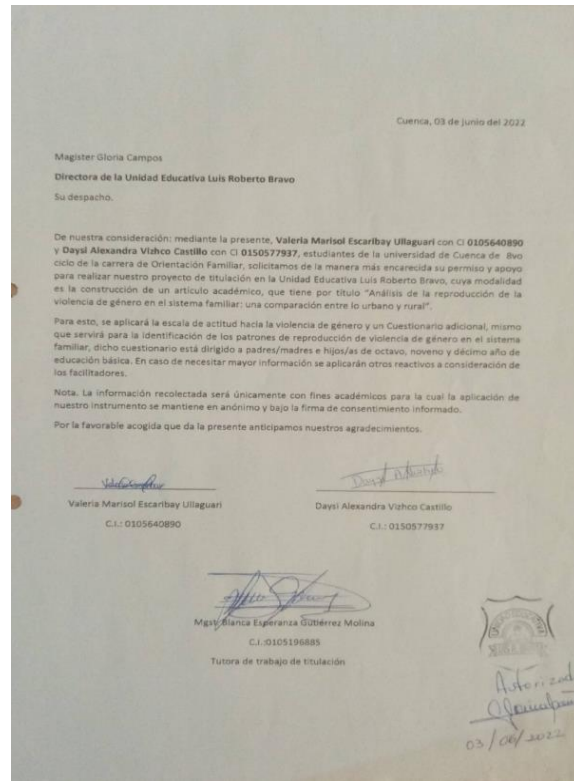 Cuenca, 03 de junio del 2022
Magister Gloria Campos
Directora de la Unidad Educativa Luis Roberto Bravo
Su despacho.
De nuestra consideración: mediante la presente, Valeria Marisol Escaribay Ullaguari con CI 0105640890
y Daysi Alexandra Vizhco Castillo con CI 0150577937, estudiantes de la universidad de Cuenca de 8vo
ciclo de la carrera de Orientación Familiar, solicitamos de la manera más encarecida su permiso y apoyo
para realizar nuestro proyecto de titulación en la Unidad Educativa Luis Roberto Bravo, cuya modalidad
es la construcción de un artículo académico, que tiene por título "Análisis de la reproducción de la
violencia de género en el sistema familiar: una comparación entre lo urbano y rural".
Para esto, se aplicará la escala de actitud hacia la violencia de género y un Cuestionario adicional, mismo
que servirá para la identificación de los patrones de reproducción de violencia de género en el sistema
familiar, dicho cuestionario está dirigido a padres/madres e hijos/as de octavo, noveno y décimo año de
educación básica. En caso de necesitar mayor información se aplicarán otros reactivos a consideración de
los facilitadores.
Nota. La información recolectada será únicamente con fines académicos para la cual la aplicación de
nuestro instrumento se mantiene en anónimo y bajo la firma de consentimiento informado.
Por la favorable acogida que da la presente anticipamos nuestros agradecimientos.
Valeria Marisol Escaribay Ullaguari
Daysi Alexandra Vizhco Castillo
C.I.: 0105640890
C.I.: 0150577937
Mgst. Blanca Esperanza Gutiérrez Molina
C.I.:0105196885
Tutora de trabajo de titulación
Autorizad
03/06/2022